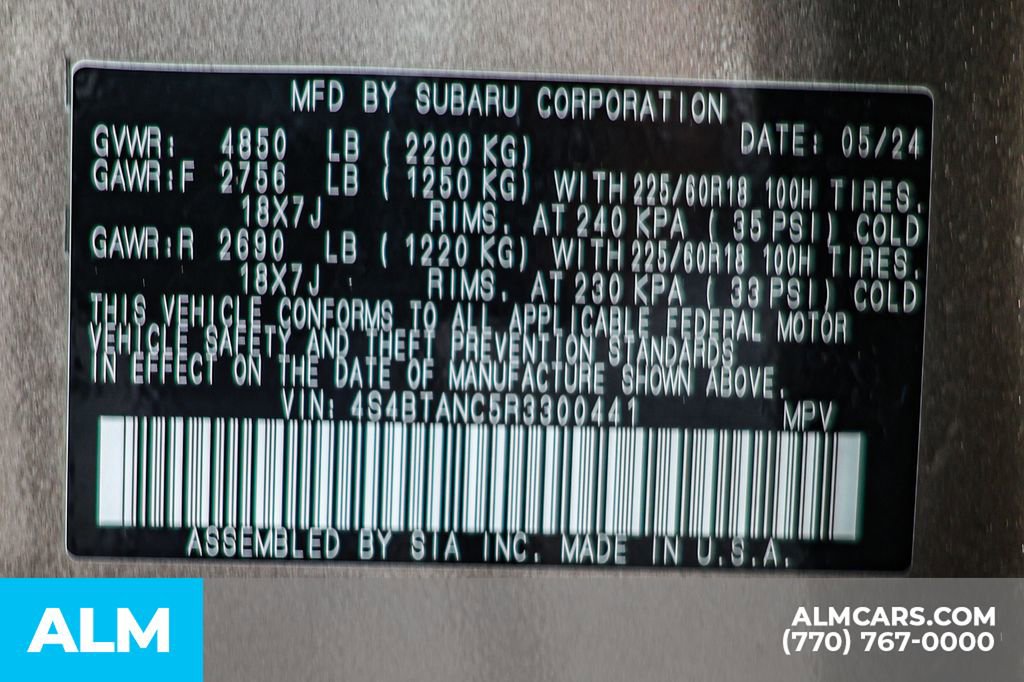 MFD BY SUBARU CORPORATION
GVWR: 4850 LB ( 2200 KG) DATE: 05/24
GAWR:F 2756 LB ( 1250 KG) WITH 225/60R18 100H TIRES,
18X7J RIMS, AT 240 KPA ( 35 PSI) COLD
GAWR:R 2690 LB ( 1220 KG) WITH 225/60R18 100H TIRES,
18X7J RIMS, AT 230 KPA ( 33 PSI) COLD
THIS VEHICLE CONFORMS TO ALL APPLICABLE FEDERAL MOTOR
VEHICLE SAFETY AND THEFT PREVENTION STANDARDS
IN EFFECT ON THE DATE OF MANUFACTURE SHOWN ABOVE.
VIN: 4S4BTANC5R3300441 MPV
ASSEMBLED BY SIA INC. MADE IN U.S.A.
ALM
ALMCARS.COM
(770) 767-0000